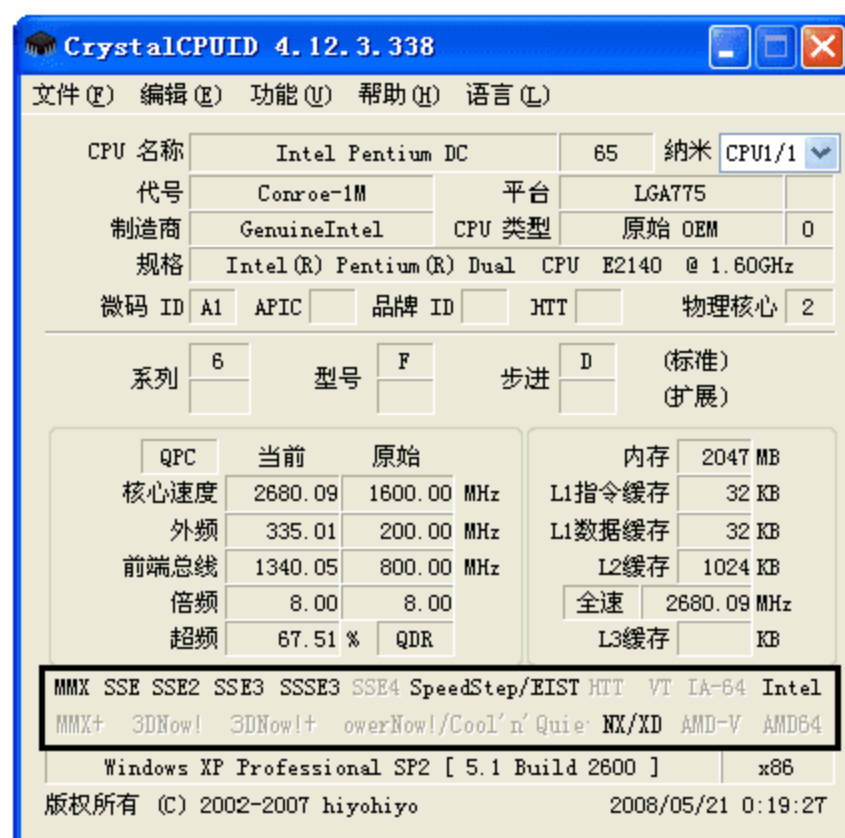 CrystalCPUID 4.12.3.338
文件(F) 编辑(E) 功能(U) 帮助(H) 语言(L)
CPU 名称 Intel Pentium DC 65 納米 CPU1/1
代号 Conroe-1M 平台 LGA775
制造商 GenuineIntel CPU 类型 原始 OEM 0
规格 Intel(R) Pentium(R) Dual CPU E2140 @ 1.60GHz
微码 ID A1 APIC 品牌 ID HTT 物理核心 2
系列 6 型号 F 步进 D (标准)
(扩展)
QPC 当前 原始 内存 2047 MB
核心速度 2680.09 1600.00 MHz L1指令缓存 32 KB
外频 335.01 200.00 MHz L1数据缓存 32 KB
前端总线 1340.05 800.00 MHz L2缓存 1024 KB
倍频 8.00 8.00 全速 2680.09 MHz
超频 67.51 % QDR L3缓存 KB
MMX SSE SSE2 SSE3 SSSE3 SSE4 SpeedStep/EIST HTT VT IA-64 Intel
MMX+ 3DNow! 3DNow!+ owerNow!/Cool'n'Quie NX/XD AMD-V AMD64
Windows XP Professional SP2 [ 5.1 Build 2600 ] x86
版权所有 (C) 2002-2007 hiyohiyo 2008/05/21 0:19:27